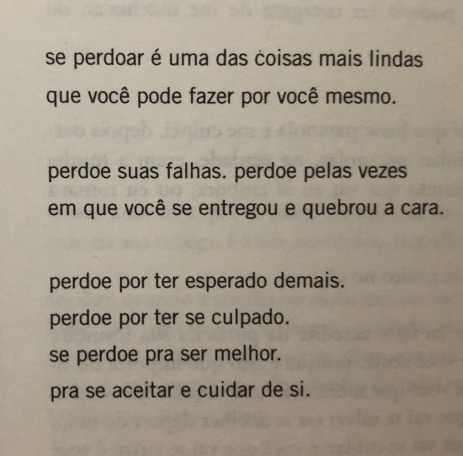 se perdoar é uma das coisas mais lindas
que você pode fazer por você mesmo.
perdoe suas falhas. perdoe pelas vezes
em que você se entregou e quebrou a cara.
perdoe por ter esperado demais.
perdoe por ter se culpado.
se perdoe pra ser melhor.
pra se aceitar e cuidar de si.